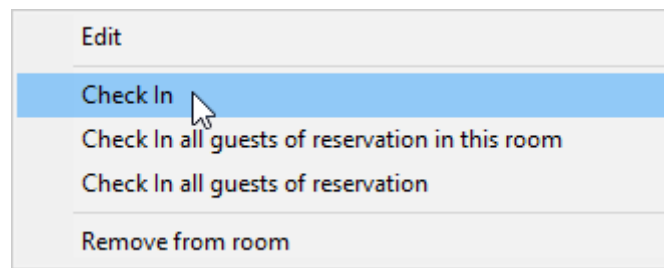 Edit
Check In
Check In all guests of reservation in this room
Check In all guests of reservation
Remove from room